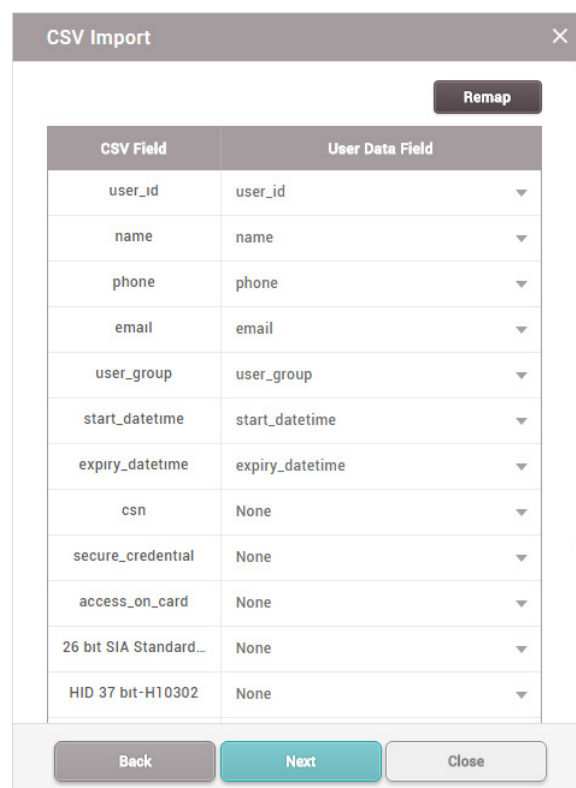 CSV Import
Remap
CSV Field User Data Field
user_id user_id
name name
phone phone
email email
user_group user_group
start_datetime start_datetime
expiry_datetime expiry_datetime
csn None
secure_credential None
access_on_card None
26 bit SIA Standard... None
HID 37 bit-H10302 None
Back Next Close